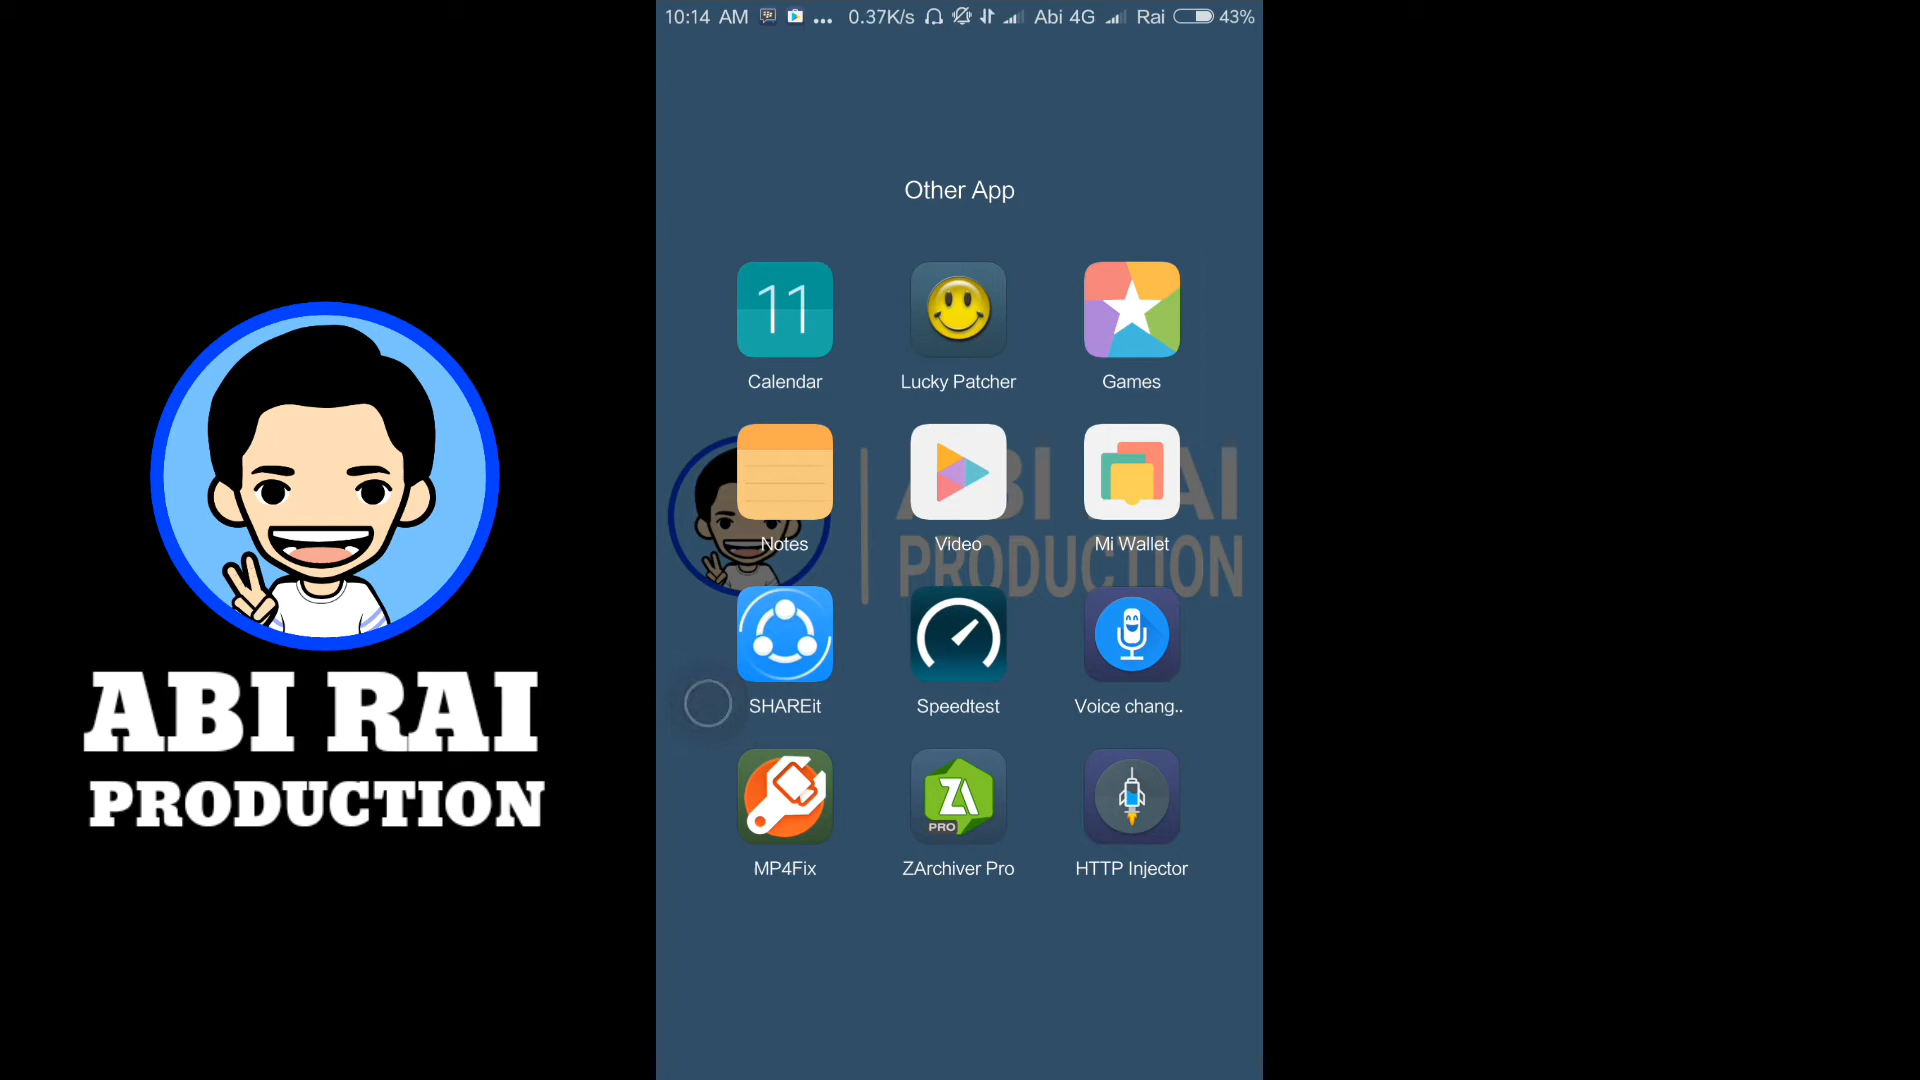 10:14 AM ... 0.37K/s Abi 4G Rai 43%
Other App
11
Calendar Lucky Patcher Games
ABI RAI
Notes Video Mi Wallet
PRODUCTION
SHAREit Speedtest Voice chang..
ZA
PRO
MP4Fix ZArchiver Pro HTTP Injector
ABI RAI
PRODUCTION